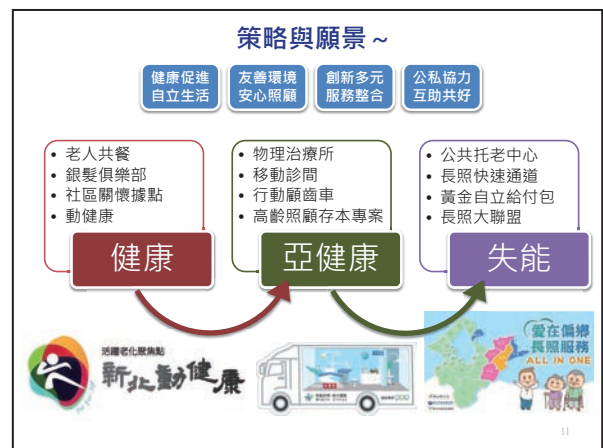 策略與願景～
健康促進
自立生活
友善環境
安心照顧
創新多元
服務整合
公私協力
互助共好
• 老人共餐
• 銀髮俱樂部
• 社區關懷據點
• 動健康
健康
• 物理治療所
• 移動診間
• 行動顧齒車
• 高齡照顧存本專案
亞健康
• 公共托老中心
• 長照快速通道
• 黃金自立給付包
• 長照大聯盟
失能
活躍老化聚焦點
新北動健康
愛在偏鄉
長照服務
ALL IN ONE
11